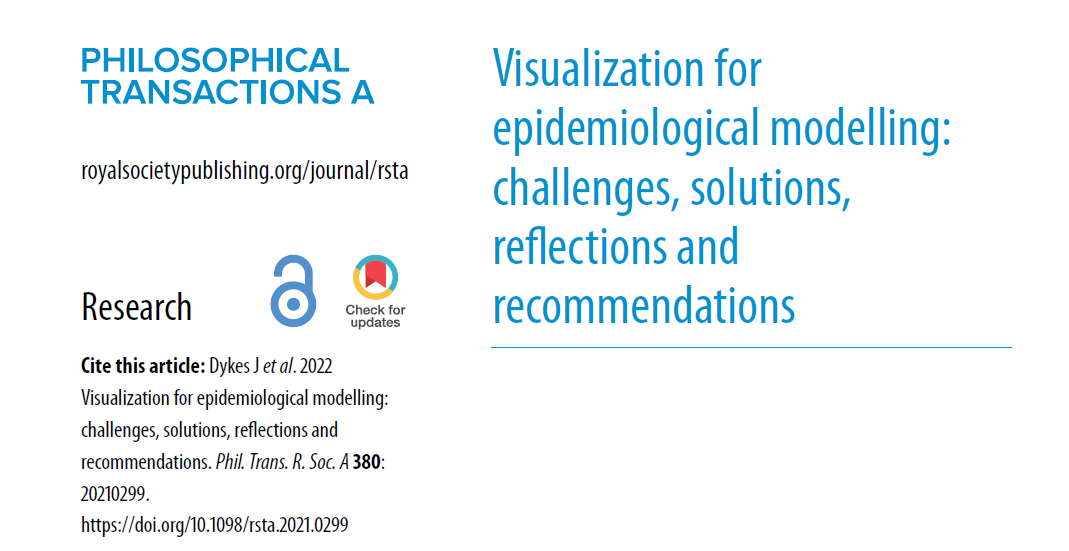 PHILOSOPHICAL
TRANSACTIONS A
royalsocietypublishing.org/journal/rsta
Research
Check for
updates
Cite this article: Dykes J et al. 2022
Visualization for epidemiological modelling:
challenges, solutions, reflections and
recommendations. Phil. Trans. R. Soc. A 380:
20210299.
https://doi.org/10.1098/rsta.2021.0299
Visualization for
epidemiological modelling:
challenges, solutions,
reflections and
recommendations